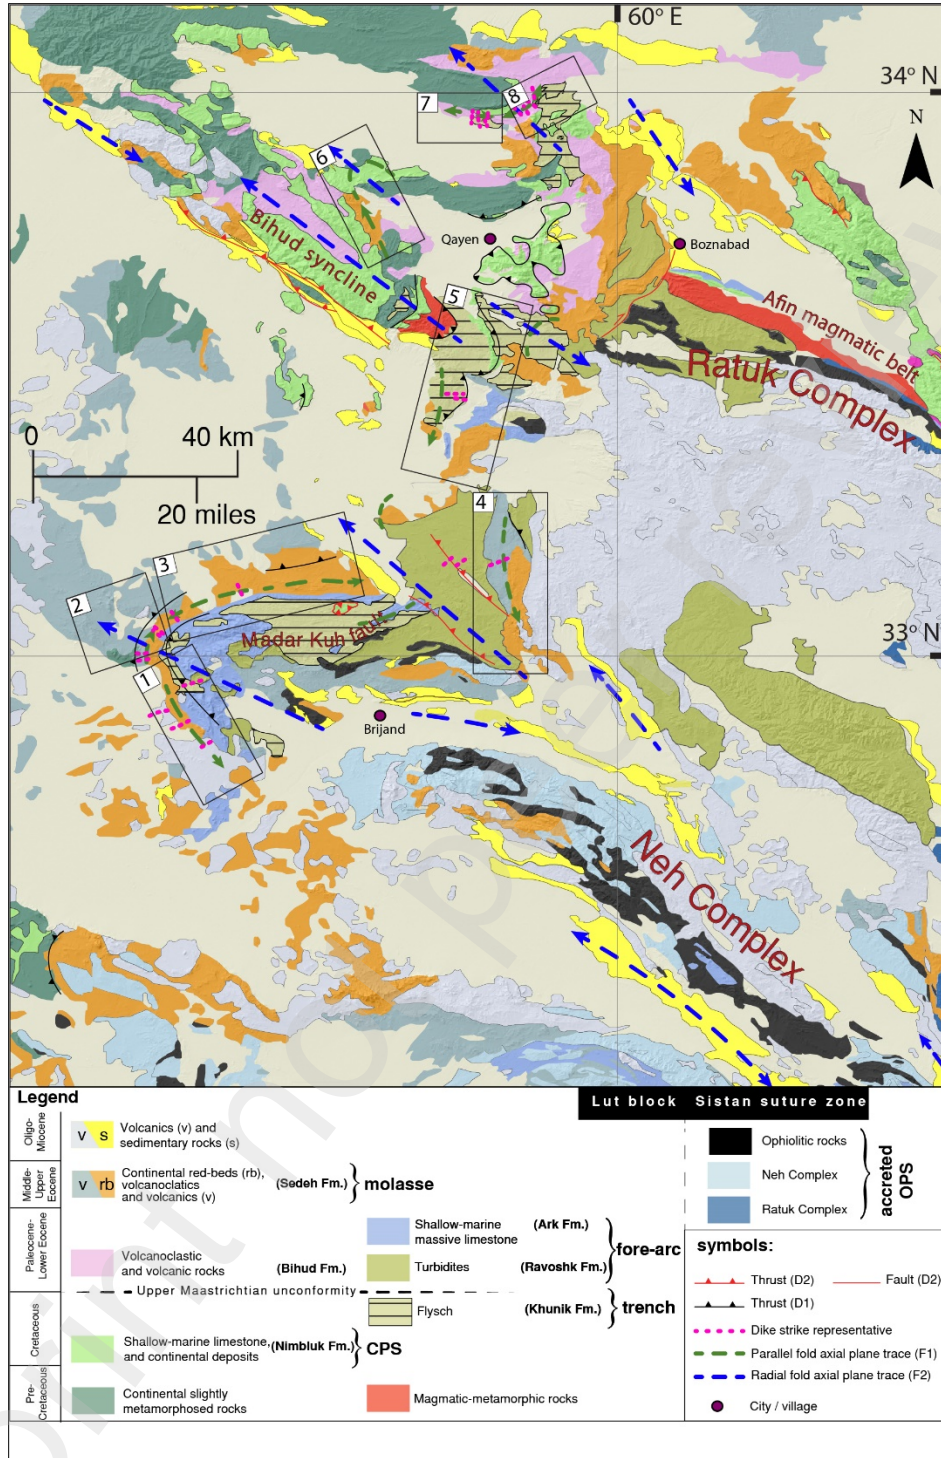 60° E
34° N
N
7
8
6
Qayen
Boznabad
Bihud syncline
5
Afin magmatic belt
Ratuk Complex
0
40 km
20 miles
4
3
2
Madar Kuh fault
33° N
1
Brijand
Neh Complex
Legend
Lut block Sistan suture zone
Oligo-
Miocene
v s
Volcanics (v) and
sedimentary rocks (s)
Middle-
Upper
Eocene
v rb
Continental red-beds (rb),
volcanoclatics
and volcanics (v)
(Sedeh Fm.)
molasse
Paleocene-
Lower Eocene
Shallow-marine
massive limestone
(Ark Fm.)
fore-arc
Volcanoclastic
and volcanic rocks
(Bihud Fm.)
Turbidites
(Ravoshk Fm.)
Upper Maastrichtian unconformity
Cretaceous
Flysch
(Khunik Fm.)
trench
Shallow-marine limestone,
and continental deposits
(Nimbluk Fm.)
CPS
Pre-
Cretaceous
Continental slightly
metamorphosed rocks
Magmatic-metamorphic rocks
Ophiolitic rocks
Neh Complex
Ratuk Complex
accreted
OPS
symbols:
Thrust (D2)
Fault (D2)
Thrust (D1)
Dike strike representative
Parallel fold axial plane trace (F1)
Radial fold axial plane trace (F2)
City / village